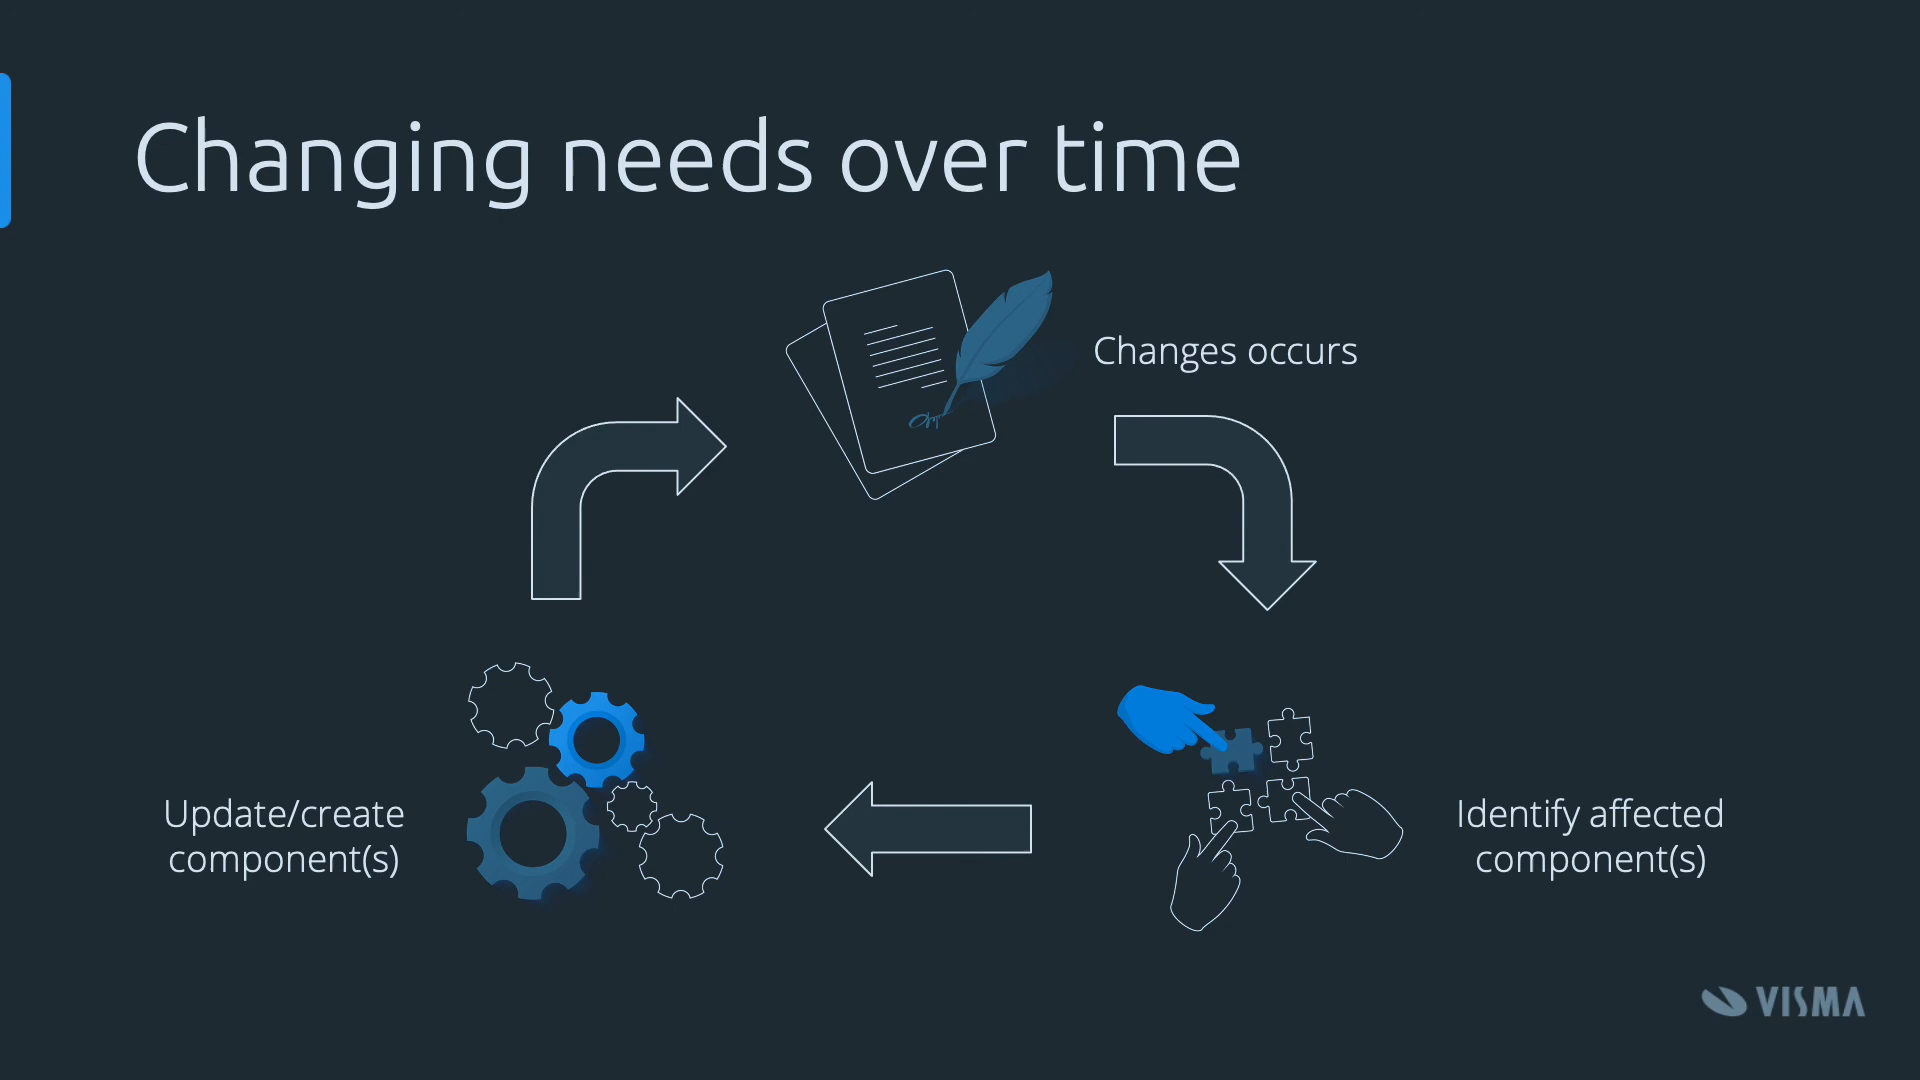 Changing needs over time
Changes occurs
Identify affected
component(s)
Update/create
component(s)
VISMA